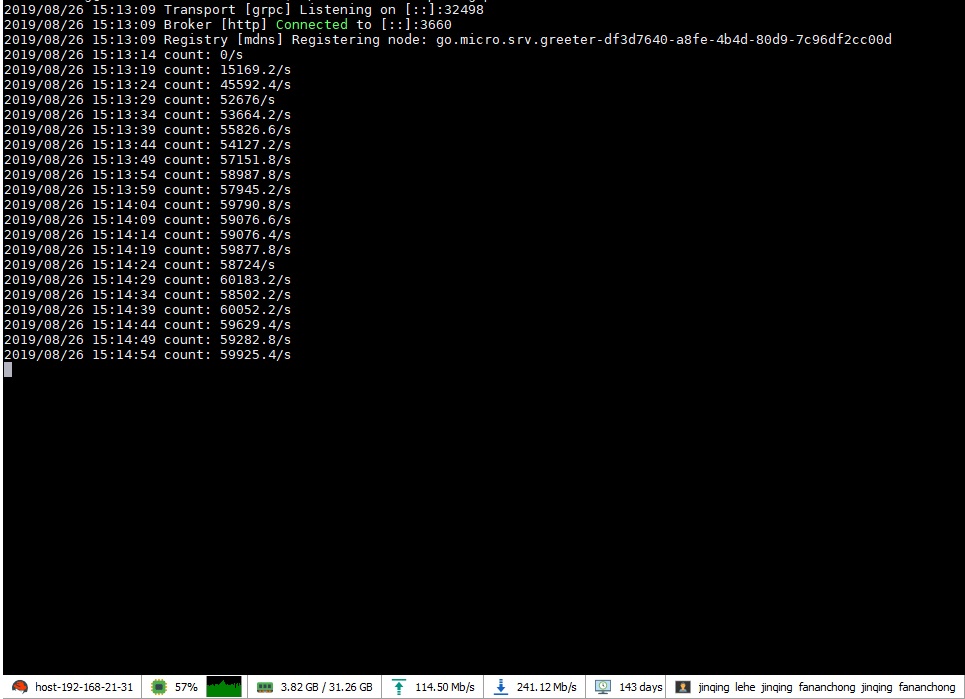 2019/08/26 15:13:09 Transport [grpc] Listening on [::]:32498
2019/08/26 15:13:09 Broker [http] Connected to [::]:3660
2019/08/26 15:13:09 Registry [mdns] Registering node: go.micro.srv.greeter-df3d7640-a8fe-4b4d-80d9-7c96df2cc00d
2019/08/26 15:13:14 count: 0/s
2019/08/26 15:13:19 count: 15169.2/s
2019/08/26 15:13:24 count: 45592.4/s
2019/08/26 15:13:29 count: 52676/s
2019/08/26 15:13:34 count: 53664.2/s
2019/08/26 15:13:39 count: 55826.6/s
2019/08/26 15:13:44 count: 54127.2/s
2019/08/26 15:13:49 count: 57151.8/s
2019/08/26 15:13:54 count: 58987.8/s
2019/08/26 15:13:59 count: 57945.2/s
2019/08/26 15:14:04 count: 59790.8/s
2019/08/26 15:14:09 count: 59076.6/s
2019/08/26 15:14:14 count: 59076.4/s
2019/08/26 15:14:19 count: 59877.8/s
2019/08/26 15:14:24 count: 58724/s
2019/08/26 15:14:29 count: 60183.2/s
2019/08/26 15:14:34 count: 58502.2/s
2019/08/26 15:14:39 count: 60052.2/s
2019/08/26 15:14:44 count: 59629.4/s
2019/08/26 15:14:49 count: 59282.8/s
2019/08/26 15:14:54 count: 59925.4/s
host-192-168-21-31 57% 3.82 GB / 31.26 GB 114.50 Mb/s 241.12 Mb/s 143 days jinqing lehe jinqing fananchong jinqing fananchong